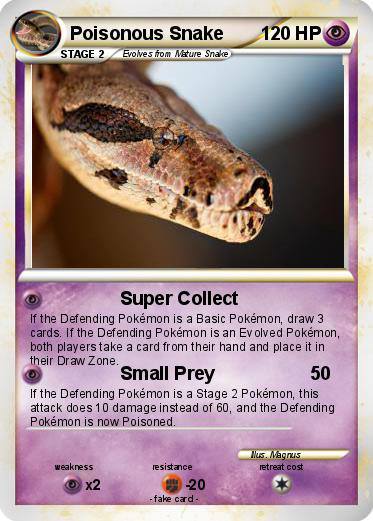 Poisonous Snake 120 HP
STAGE 2 Evolves from Mature Snake
Super Collect
If the Defending Pokémon is a Basic Pokémon, draw 3
cards. If the Defending Pokémon is an Evolved Pokémon,
both players take a card from their hand and place it in
their Draw Zone.
Small Prey 50
If the Defending Pokémon is a Stage 2 Pokémon, this
attack does 10 damage instead of 60, and the Defending
Pokémon is now Poisoned.
Illus. Magnus
weakness resistance retreat cost
x2 -20
- fake card -